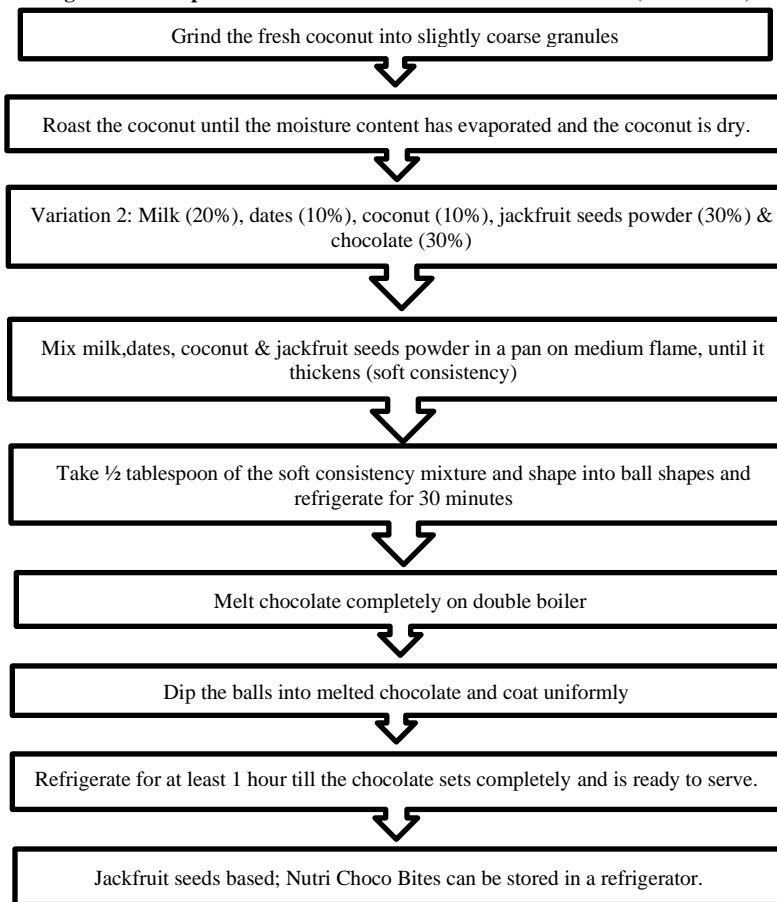 Grind the fresh coconut into slightly coarse granules
Roast the coconut until the moisture content has evaporated and the coconut is dry.
Variation 2: Milk (20%), dates (10%), coconut (10%), jackfruit seeds powder (30%) &
chocolate (30%)
Mix milk,dates, coconut & jackfruit seeds powder in a pan on medium flame, until it
thickens (soft consistency)
Take ½ tablespoon of the soft consistency mixture and shape into ball shapes and
refrigerate for 30 minutes
Melt chocolate completely on double boiler
Dip the balls into melted chocolate and coat uniformly
Refrigerate for at least 1 hour till the chocolate sets completely and is ready to serve.
Jackfruit seeds based; Nutri Choco Bites can be stored in a refrigerator.